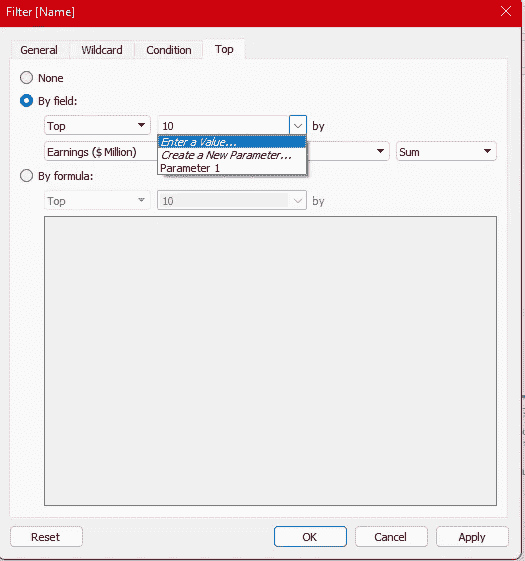 Filter [Name]
General Wildcard Condition Top
None
By field:
Top 10 by
Enter a Value...
Earnings ($ Million) Sum
Create a New Parameter...
Parameter 1
By formula:
Top 10 by
Reset OK Cancel Apply